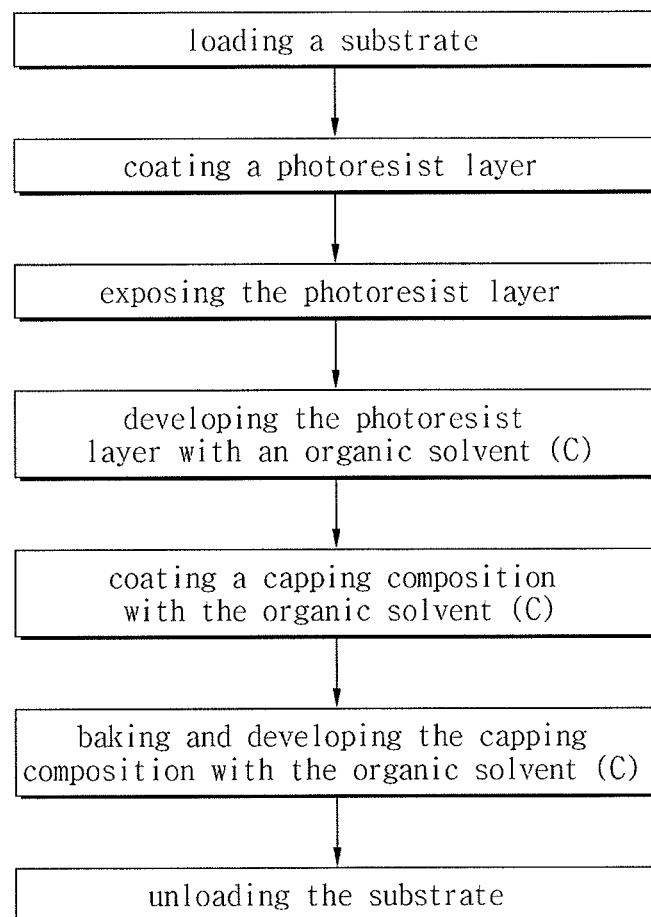 loading a substrate
coating a photoresist layer
exposing the photoresist layer
developing the photoresist
layer with an organic solvent (C)
coating a capping composition
with the organic solvent (C)
baking and developing the capping
composition with the organic solvent (C)
unloading the substrate